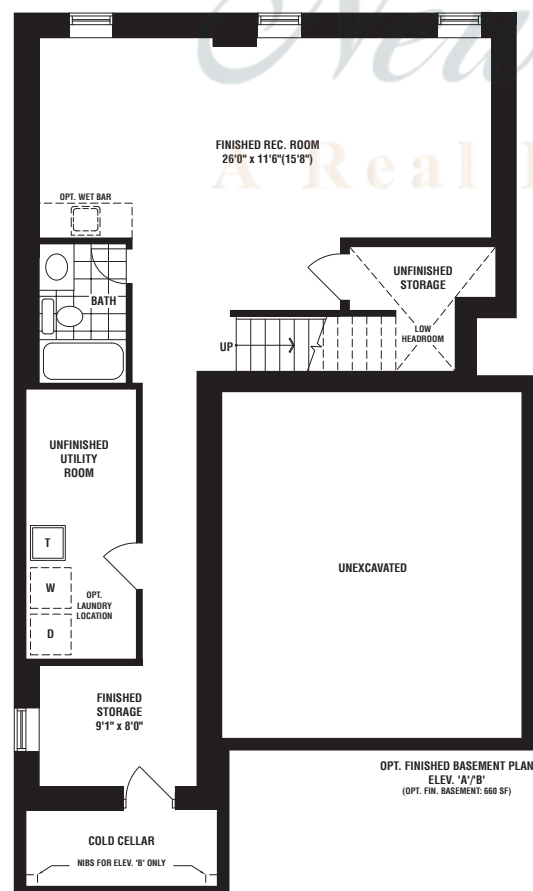 New
A Real
FINISHED REC. ROOM
26'0" x 11'6"(15'8")
OPT. WET BAR
BATH
UNFINISHED
STORAGE
LOW
HEADROOM
UP
UNFINISHED
UTILITY
ROOM
T
W
OPT.
LAUNDRY
LOCATION
D
UNEXCAVATED
FINISHED
STORAGE
9'1" x 8'0"
OPT. FINISHED BASEMENT PLAN
ELEV. 'A'/'B'
(OPT. FIN. BASEMENT: 660 SF)
COLD CELLAR
NIBS FOR ELEV. 'B' ONLY